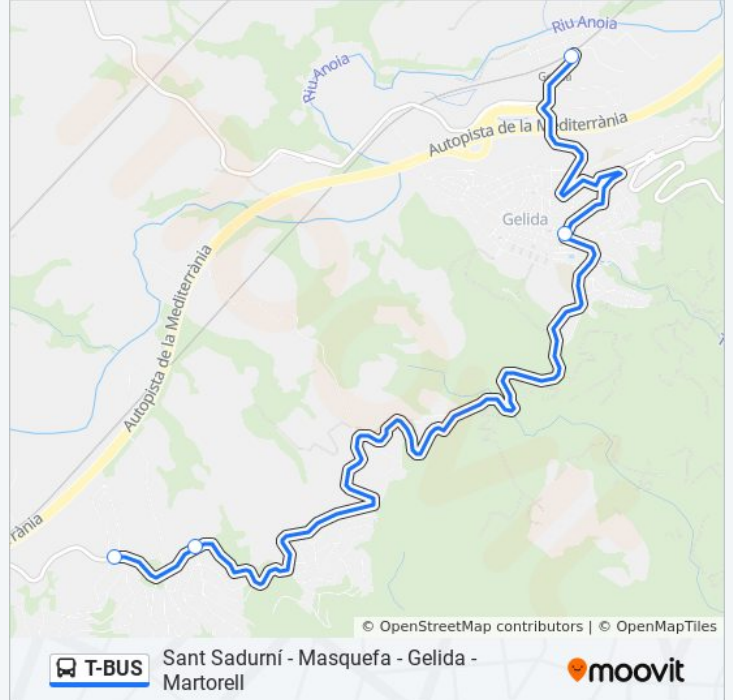 Riu Anoia
Riu Anoia
Autopista de la Mediterrània
Gelida
Autopista de la Mediterrània
rània
© OpenStreetMap contributors | © OpenMapTiles
T-BUS
Sant Sadurní - Masquefa - Gelida -
Martorell
moovit